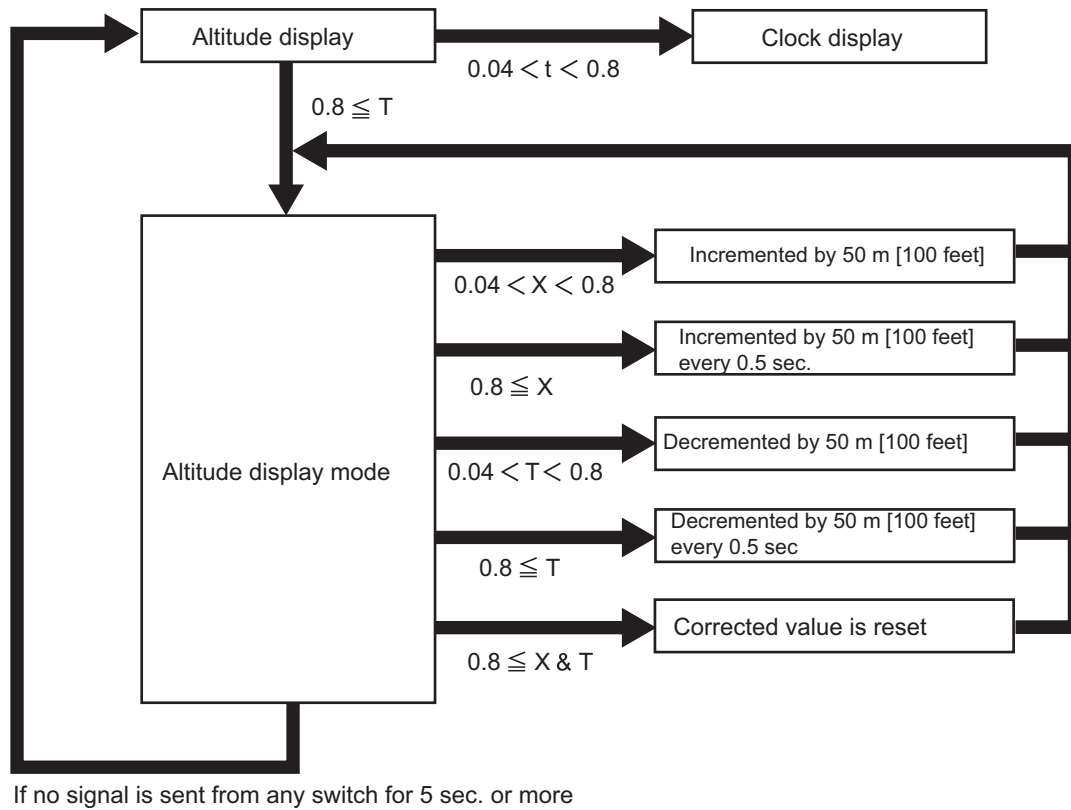 Altitude display
Clock display
0.04 < t < 0.8
0.8 ≦ T
Incremented by 50 m [100 feet]
0.04 < X < 0.8
Incremented by 50 m [100 feet]
every 0.5 sec.
0.8 ≦ X
Altitude display mode
Decremented by 50 m [100 feet]
0.04 < T < 0.8
Decremented by 50 m [100 feet]
every 0.5 sec
0.8 ≦ T
Corrected value is reset
0.8 ≦ X & T
If no signal is sent from any switch for 5 sec. or more